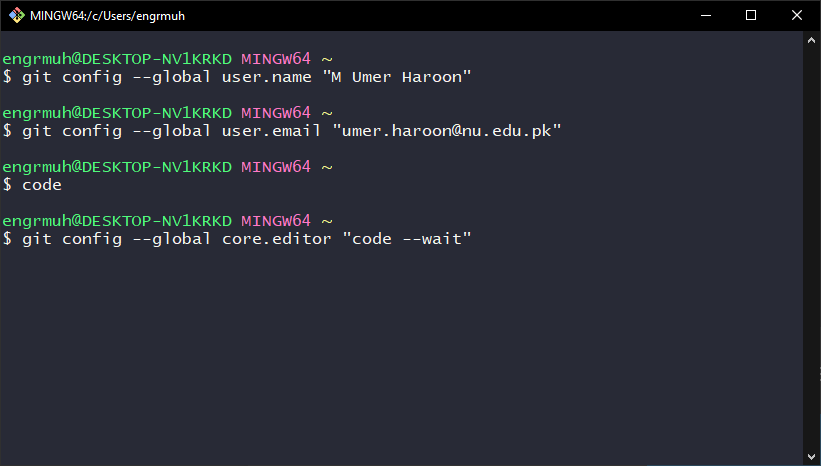 MINGW64:/c/Users/engrmuh
engrmuh@DESKTOP-NV1KRKD MINGW64 ~
$ git config --global user.name "M Umer Haroon"
engrmuh@DESKTOP-NV1KRKD MINGW64 ~
$ git config --global user.email "umer.haroon@nu.edu.pk"
engrmuh@DESKTOP-NV1KRKD MINGW64 ~
$ code
engrmuh@DESKTOP-NV1KRKD MINGW64 ~
$ git config --global core.editor "code --wait"